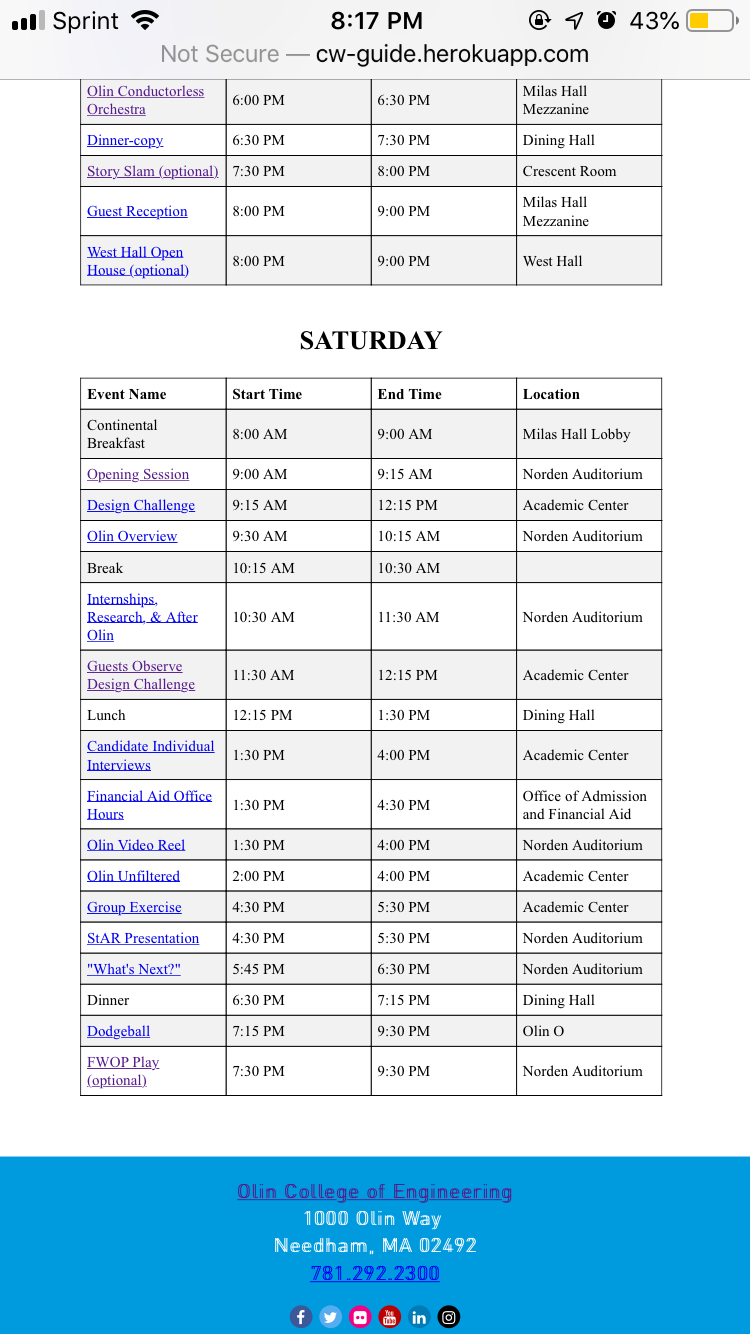 Sprint 8:17 PM 43%
Not Secure — cw-guide.herokuapp.com
Olin Conductorless Orchestra 6:00 PM 6:30 PM Milas Hall Mezzanine
Dinner-copy 6:30 PM 7:30 PM Dining Hall
Story Slam (optional) 7:30 PM 8:00 PM Crescent Room
Guest Reception 8:00 PM 9:00 PM Milas Hall Mezzanine
West Hall Open House (optional) 8:00 PM 9:00 PM West Hall
SATURDAY
Event Name Start Time End Time Location
Continental Breakfast 8:00 AM 9:00 AM Milas Hall Lobby
Opening Session 9:00 AM 9:15 AM Norden Auditorium
Design Challenge 9:15 AM 12:15 PM Academic Center
Olin Overview 9:30 AM 10:15 AM Norden Auditorium
Break 10:15 AM 10:30 AM
Internships, Research, & After Olin 10:30 AM 11:30 AM Norden Auditorium
Guests Observe Design Challenge 11:30 AM 12:15 PM Academic Center
Lunch 12:15 PM 1:30 PM Dining Hall
Candidate Individual Interviews 1:30 PM 4:00 PM Academic Center
Financial Aid Office Hours 1:30 PM 4:30 PM Office of Admission and Financial Aid
Olin Video Reel 1:30 PM 4:00 PM Norden Auditorium
Olin Unfiltered 2:00 PM 4:00 PM Academic Center
Group Exercise 4:30 PM 5:30 PM Academic Center
StAR Presentation 4:30 PM 5:30 PM Norden Auditorium
"What's Next?" 5:45 PM 6:30 PM Norden Auditorium
Dinner 6:30 PM 7:15 PM Dining Hall
Dodgeball 7:15 PM 9:30 PM Olin O
FWOP Play (optional) 7:30 PM 9:30 PM Norden Auditorium
Olin College of Engineering
1000 Olin Way
Needham, MA 02492
781.292.2300
You Tube